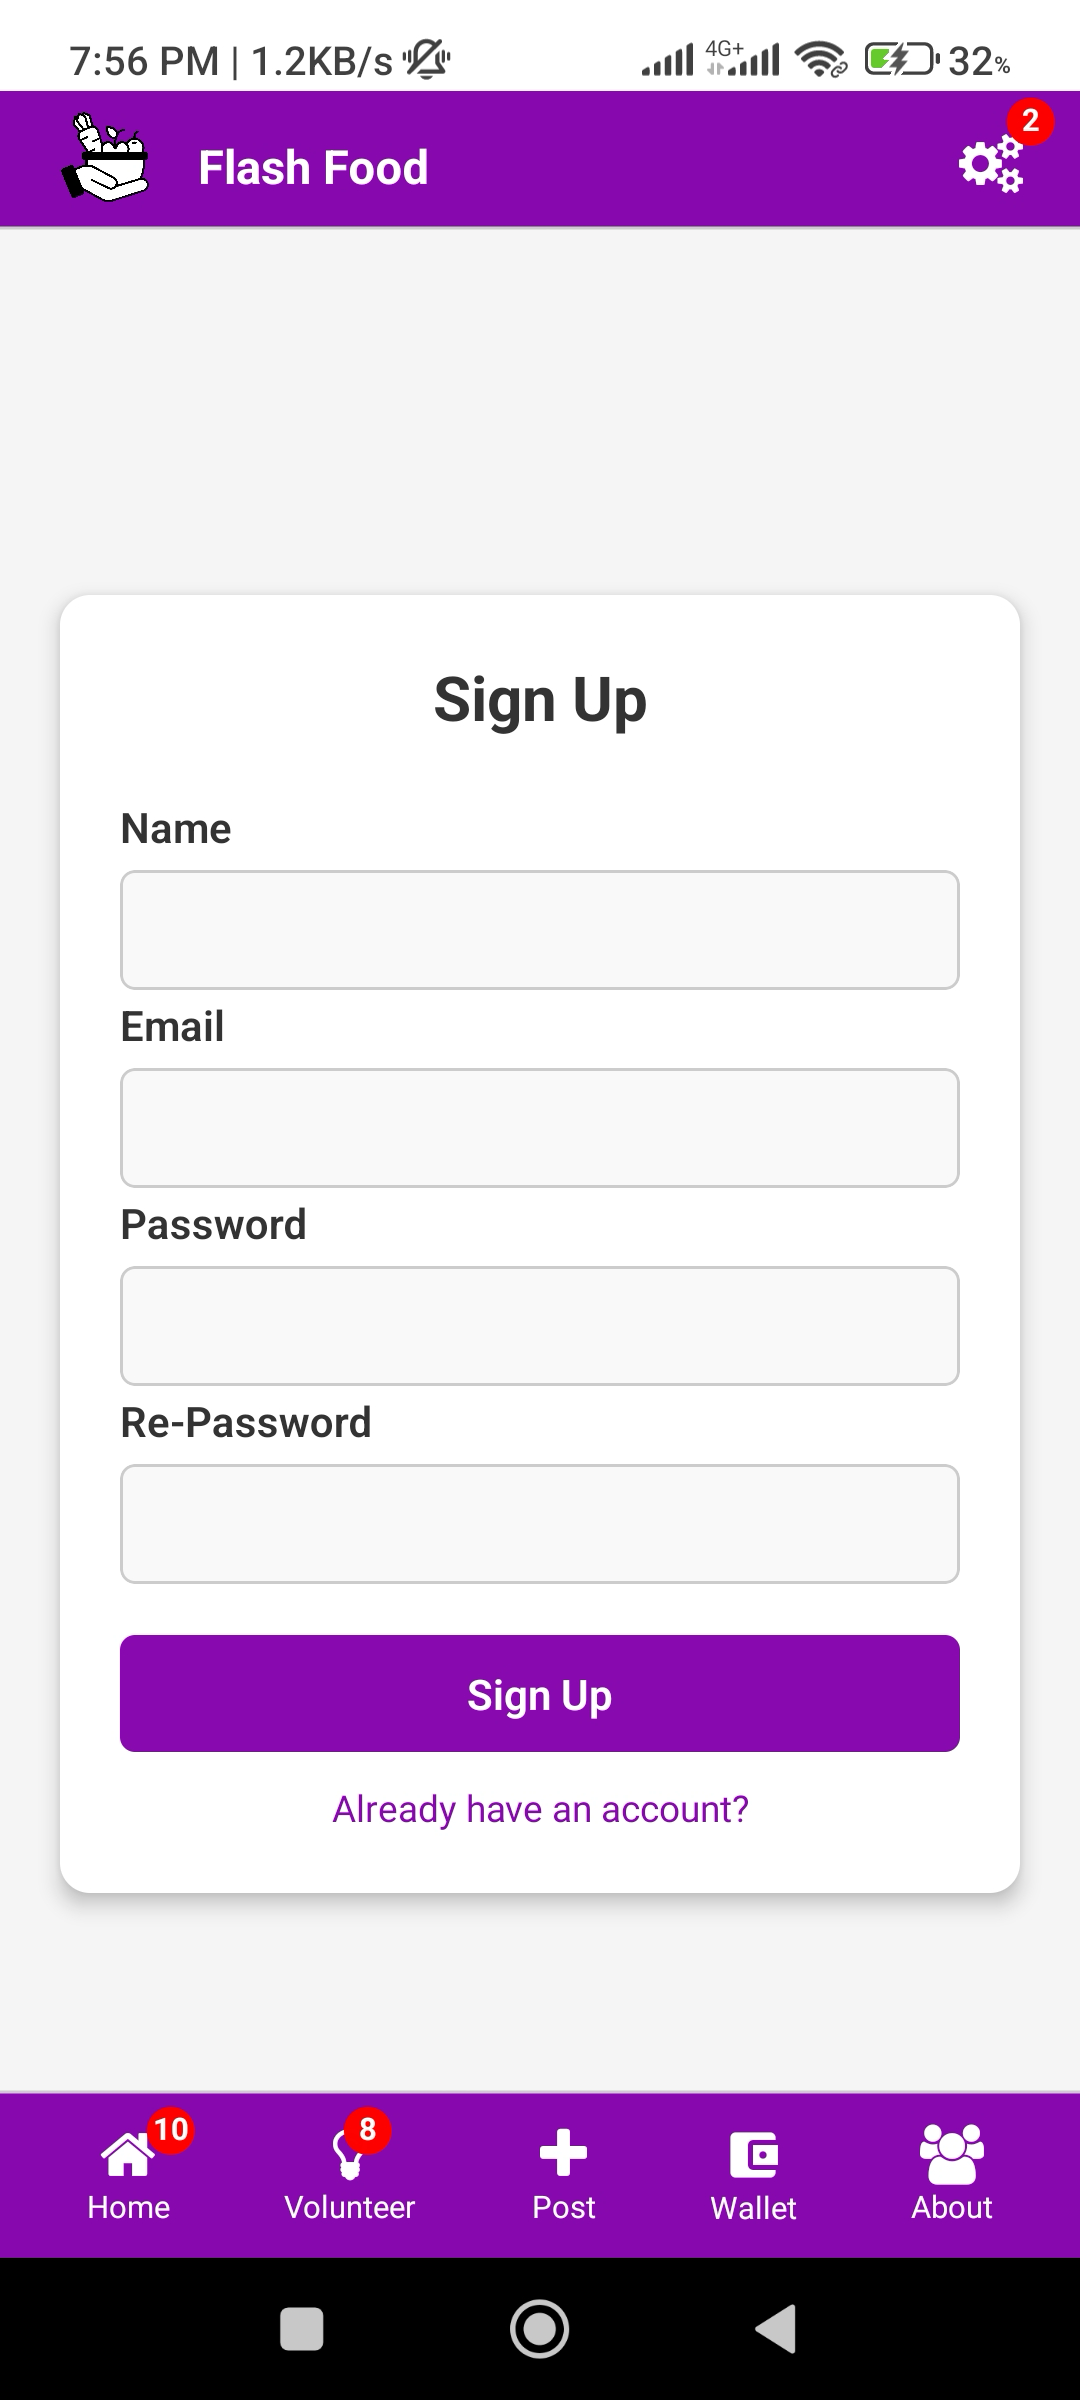 7:56 PM | 1.2KB/s 4G+ 32%
Flash Food 2
Sign Up
Name
Email
Password
Re-Password
Sign Up
Already have an account?
10 8
Home Volunteer Post Wallet About